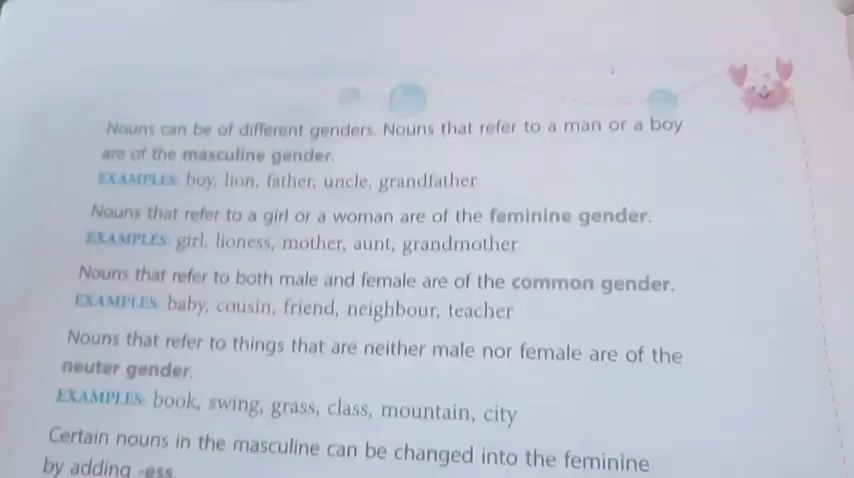 Nouns can be of different genders. Nouns that refer to a man or a boy
are of the masculine gender.
EXAMPLES: boy, lion, father, uncle, grandfather
Nouns that refer to a girl or a woman are of the feminine gender.
EXAMPLES: girl, lioness, mother, aunt, grandmother
Nouns that refer to both male and female are of the common gender.
EXAMPLES: baby, cousin, friend, neighbour, teacher
Nouns that refer to things that are neither male nor female are of the
neuter gender.
EXAMPLES: book, swing, grass, class, mountain, city
Certain nouns in the masculine can be changed into the feminine
by adding -ess.